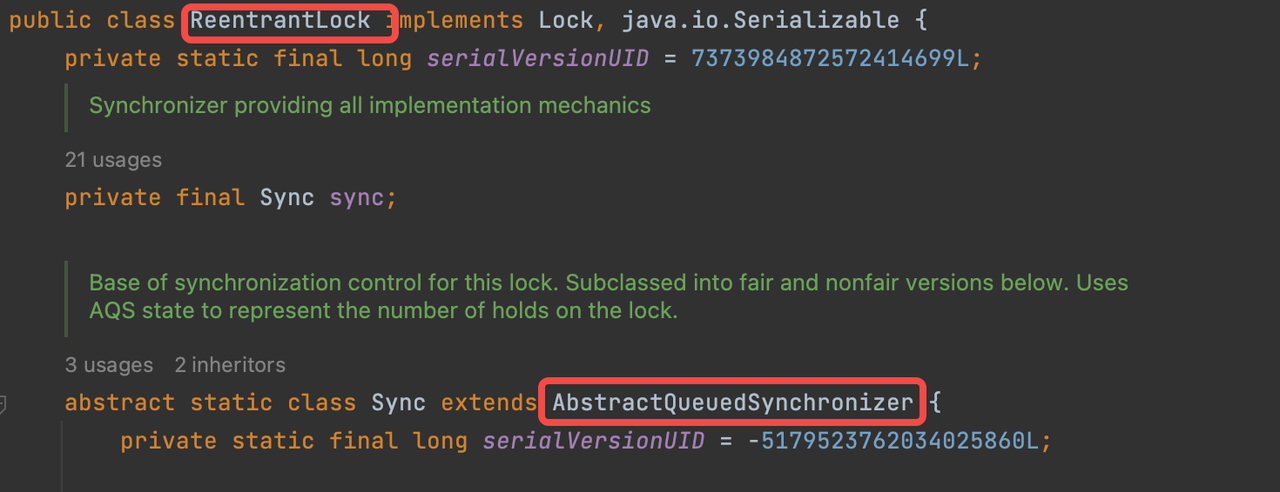 public class ReentrantLock implements Lock, java.io.Serializable {
private static final long serialVersionUID = 7373984872572414699L;
Synchronizer providing all implementation mechanics
21 usages
private final Sync sync;
Base of synchronization control for this lock. Subclassed into fair and nonfair versions below. Uses
AQS state to represent the number of holds on the lock.
3 usages 2 inheritors
abstract static class Sync extends AbstractQueuedSynchronizer {
private static final long serialVersionUID = -5179523762034025860L;